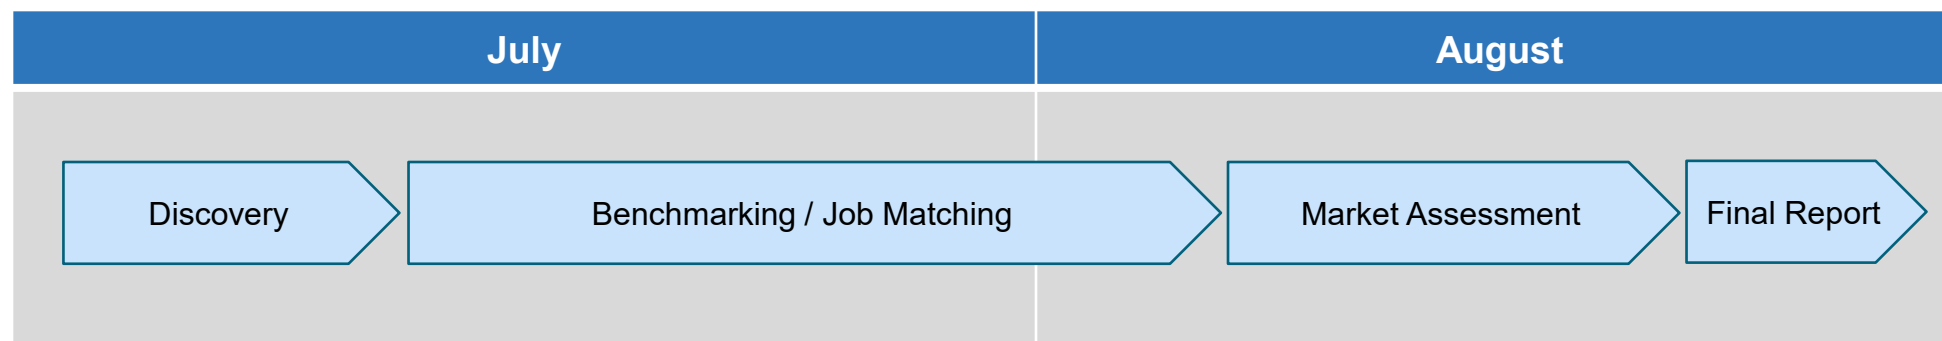 July
August
Discovery
Benchmarking / Job Matching
Market Assessment
Final Report